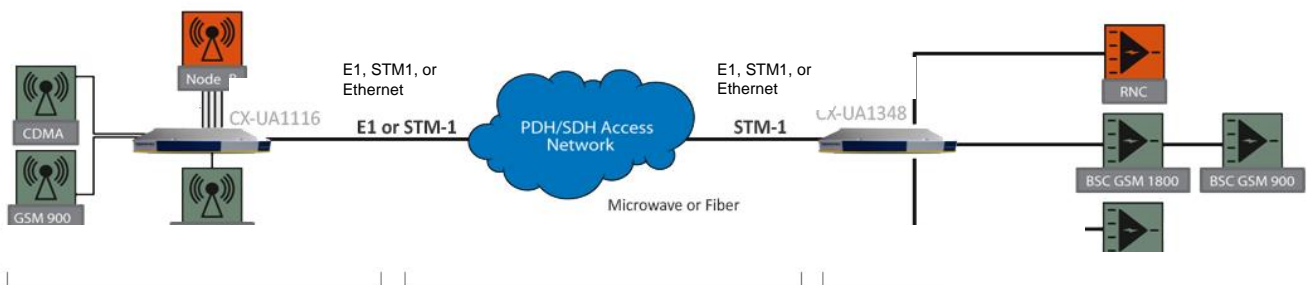 Node B
E1, STM1, or
Ethernet
E1, STM1, or
Ethernet
RNC
CDMA
CX-UA1116
E1 or STM-1
PDH/SDH Access
Network
STM-1
CX-UA1348
GSM 900
BSC GSM 1800
BSC GSM 900
Microwave or Fiber